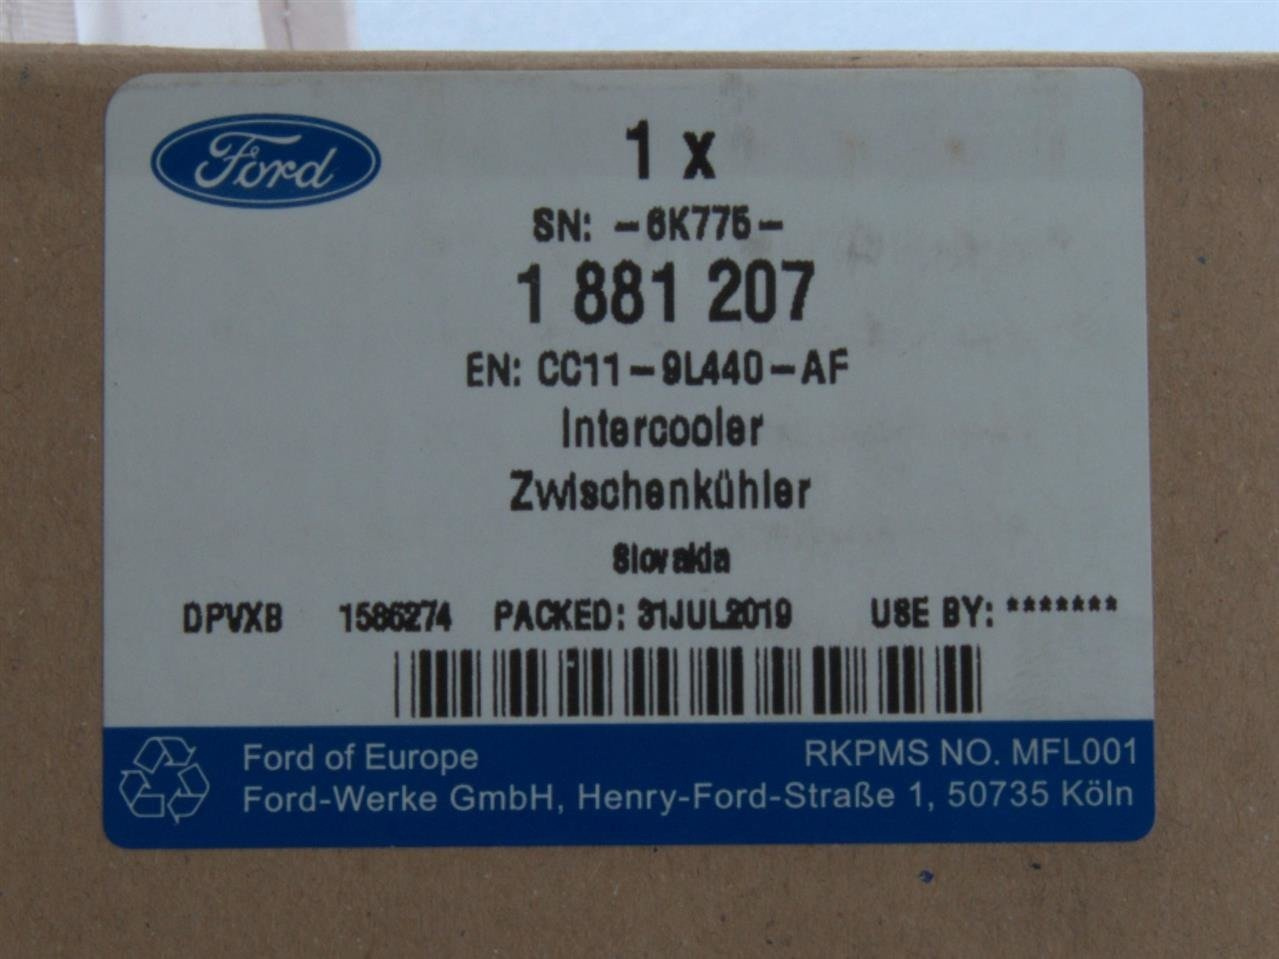 Ford
1 x
SN: -6K775-
1 881 207
EN: CC11-9L440-AF
Intercooler
Zwischenkühler
Slovakia
DPVXB 1586274 PACKED: 31JUL2019 USE BY: *******
Ford of Europe RKPMS NO. MFL001
Ford-Werke GmbH, Henry-Ford-Straße 1, 50735 Köln